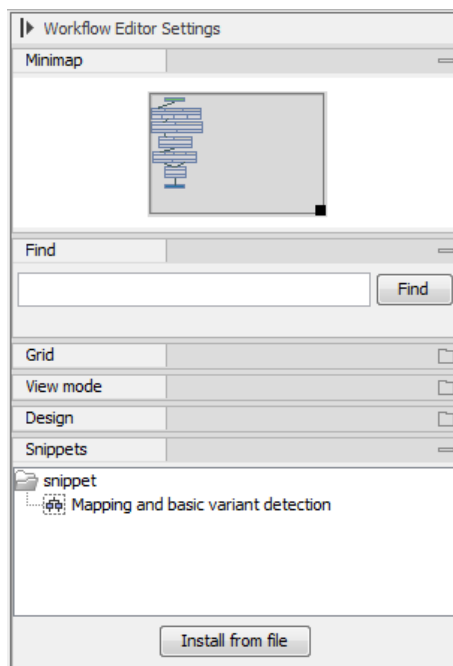 Workflow Editor Settings
Minimap
Find
Find
Grid
View mode
Design
Snippets
snippet
Mapping and basic variant detection
Install from file